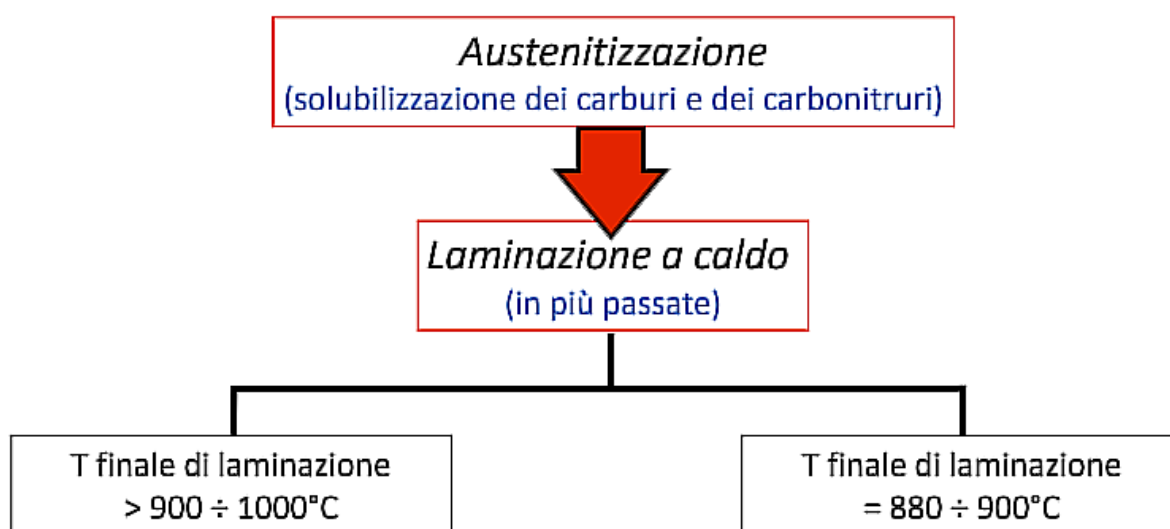 Austenitizzazione
(solubilizzazione dei carburi e dei carbonitruri)
Laminazione a caldo
(in più passate)
T finale di laminazione
> 900 ÷ 1000°C
T finale di laminazione
= 880 ÷ 900°C